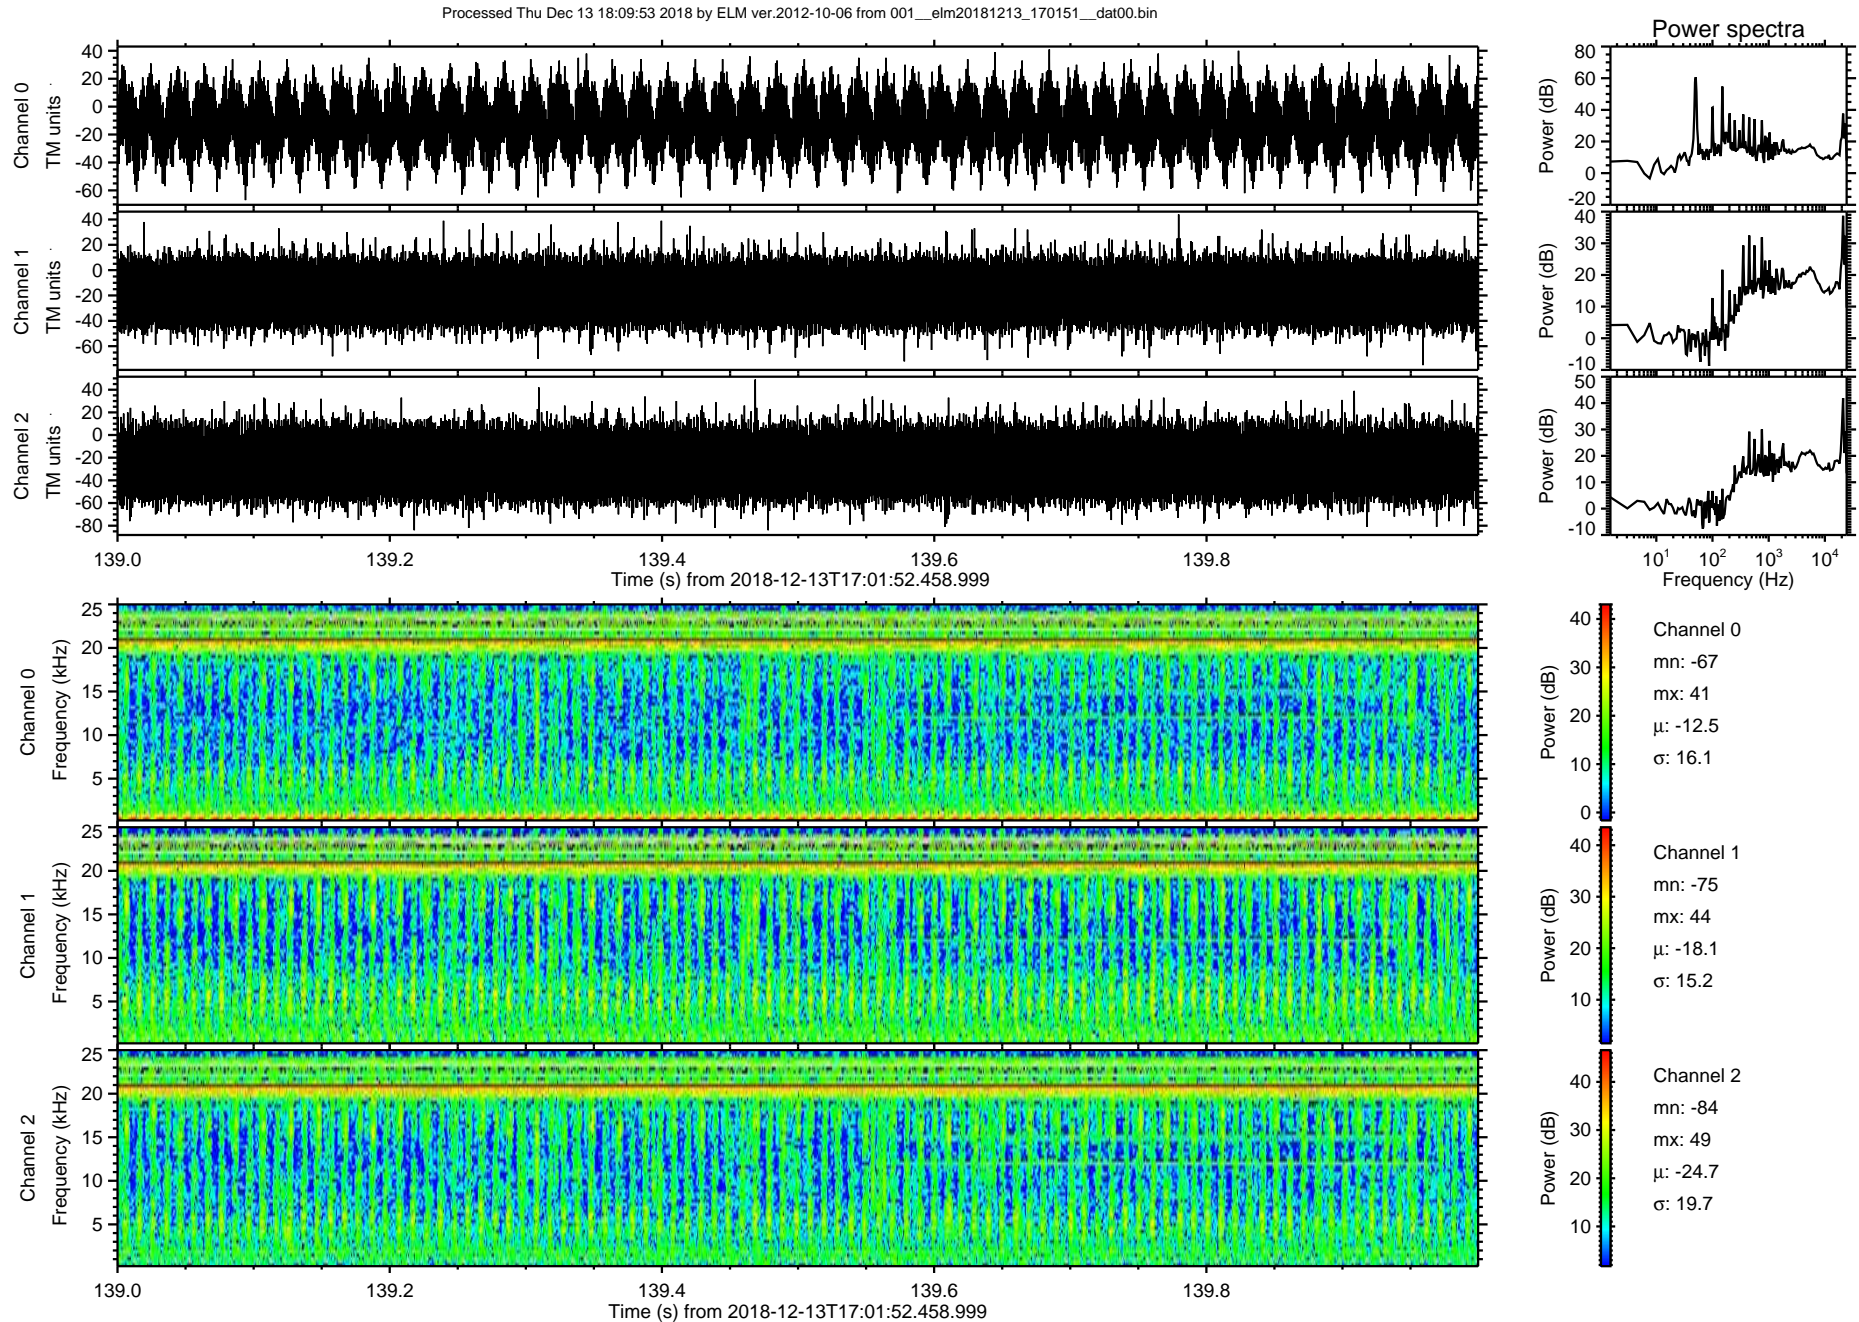 Processed Thu Dec 13 18:09:53 2018 by ELM ver.2012-10-06 from 001__elm20181213_170151__dat00.bin
Power spectra
Channel 0
TM units
40
20
0
-20
-40
-60
Power (dB)
80
60
40
20
0
-20
Channel 1
TM units
40
20
0
-20
-40
-60
Power (dB)
40
30
20
10
0
-10
Channel 2
TM units
40
20
0
-20
-40
-60
-80
Power (dB)
50
40
30
20
10
0
-10
139.0 139.2 139.4 139.6 139.8
Time (s) from 2018-12-13T17:01:52.458.999
10^1 10^2 10^3 10^4
Frequency (Hz)
Channel 0
Frequency (kHz)
25
20
15
10
5
Power (dB)
40
30
20
10
0
Channel 0
mn: -67
mx: 41
μ: -12.5
σ: 16.1
Channel 1
Frequency (kHz)
25
20
15
10
5
Power (dB)
40
30
20
10
Channel 1
mn: -75
mx: 44
μ: -18.1
σ: 15.2
Channel 2
Frequency (kHz)
25
20
15
10
5
Power (dB)
40
30
20
10
Channel 2
mn: -84
mx: 49
μ: -24.7
σ: 19.7
139.0 139.2 139.4 139.6 139.8
Time (s) from 2018-12-13T17:01:52.458.999